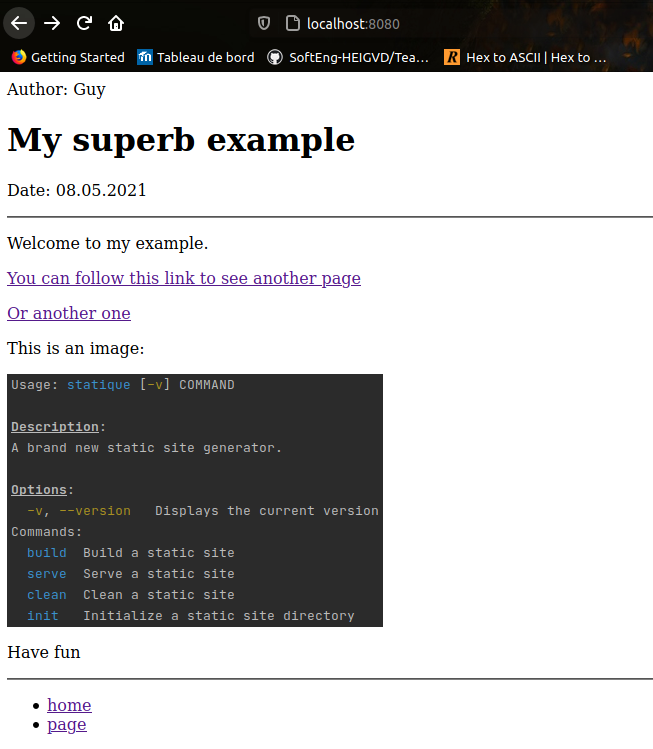 localhost:8080
Getting Started Tableau de bord SoftEng-HEIGVD/Tea... Hex to ASCII | Hex to ...
Author: Guy
My superb example
Date: 08.05.2021
Welcome to my example.
You can follow this link to see another page
Or another one
This is an image:
Usage: statique [-v] COMMAND
Description:
A brand new static site generator.
Options:
-v, --version Displays the current version
Commands:
build Build a static site
serve Serve a static site
clean Clean a static site
init Initialize a static site directory
Have fun
home
page